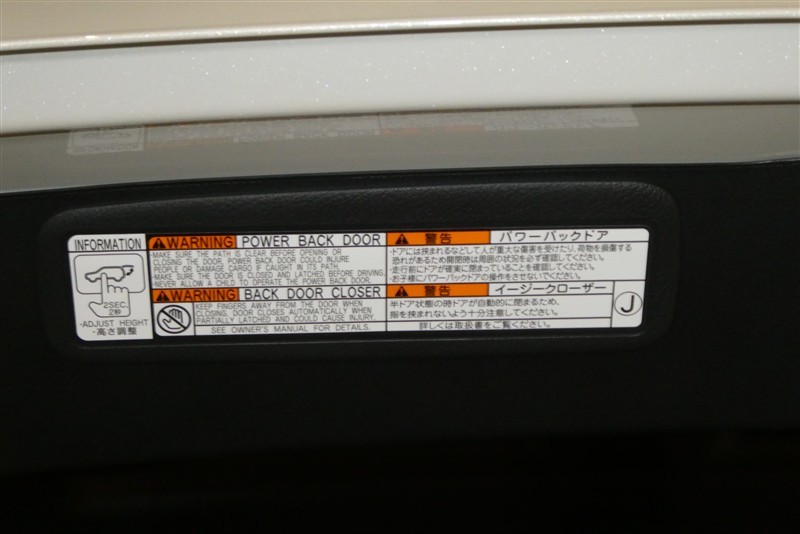 INFORMATION
2SEC.
2秒
·ADJUST HEIGHT
·高さ調整
WARNING POWER BACK DOOR
·MAKE SURE THE PATH IS CLEAR BEFORE OPENING OR
CLOSING THE DOOR. POWER BACK DOOR COULD INJURE
PEOPLE OR DAMAGE CARGO IF CAUGHT IN ITS PATH.
·MAKE SURE THE DOOR IS CLOSED AND LATCHED BEFORE DRIVING.
·NEVER ALLOW A CHILD TO OPERATE THE POWER BACK DOOR.
WARNING BACK DOOR CLOSER
KEEP FINGERS AWAY FROM THE DOOR WHEN
CLOSING. DOOR CLOSES AUTOMATICALLY WHEN
PARTIALLY LATCHED AND COULD CAUSE INJURY.
SEE OWNER'S MANUAL FOR DETAILS.
警告 パワーバックドア
·ドアには挟まれるなどして人が重大な傷害を受けたり、荷物を損傷する
恐れがあるため開閉時は周囲の状況を必ず確認してください。
·走行前にドアが確実に閉まっていることを確認してください。
·お子様にパワーバックドアの操作をさせないでください。
警告 イージークローザー
半ドア状態の時ドアが自動的に閉まるため、
指を挟まれないよう十分注意してください。
詳しくは取扱書をご覧ください。
J